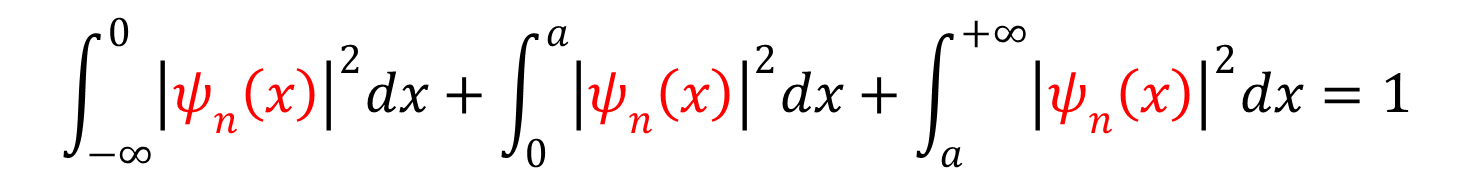 ∫_{−∞}^{0} |ψ_n(x)|² dx + ∫_{0}^{a} |ψ_n(x)|² dx + ∫_{a}^{+∞} |ψ_n(x)|² dx = 1